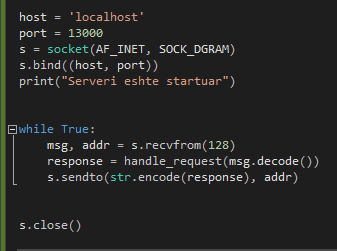 host = 'localhost'
port = 13000
s = socket(AF_INET, SOCK_DGRAM)
s.bind((host, port))
print("Serveri eshte startuar")
while True:
    msg, addr = s.recvfrom(128)
    response = handle_request(msg.decode())
    s.sendto(str.encode(response), addr)
s.close()